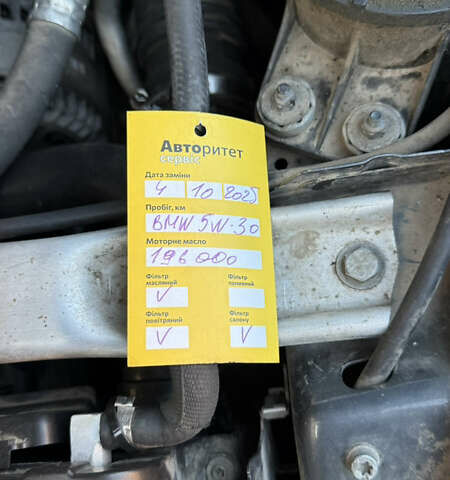 Авторитет
сервіс
Дата заміни
4 10 2025
Пробіг, км
BMW 5W-30
Моторне масло
196 000
Фільтр масляний Фільтр паливний
V
Фільтр повітряний Фільтр салону
V V